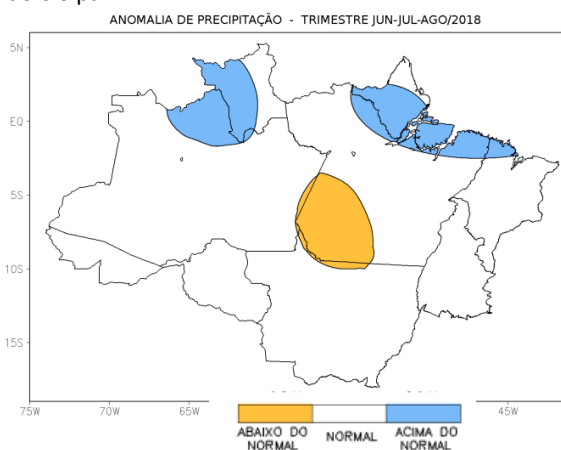 ANOMALIA DE PRECIPITAÇÃO - TRIMESTRE JUN-JUL-AGO/2018
5N
EQ
5S
10S
15S
75W
70W
65W
45W
ABAIXO DO
NORMAL
NORMAL
ACIMA DO
NORMAL